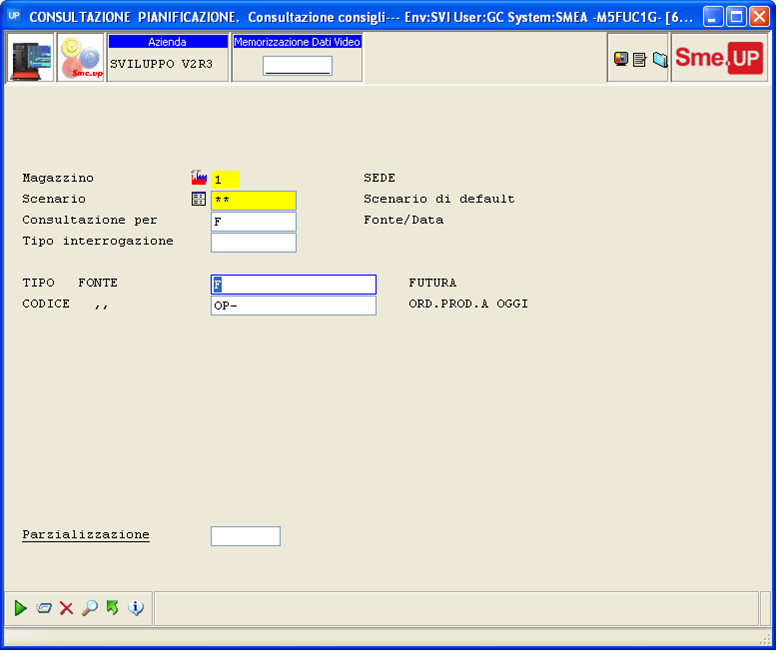 UP CONSULTAZIONE PIANIFICAZIONE. Consultazione consigli--- Env:SVI User:GC System:SMEA -M5FUC1G- [6...
Sme.up
Azienda
SVILUPPO V2R3
Memorizzazione Dati Video
Sme.UP
Magazzino 1 SEDE
Scenario ** Scenario di default
Consultazione per F Fonte/Data
Tipo interrogazione
TIPO FONTE F FUTURA
CODICE ,, OP- ORD.PROD.A OGGI
Parzializzazione